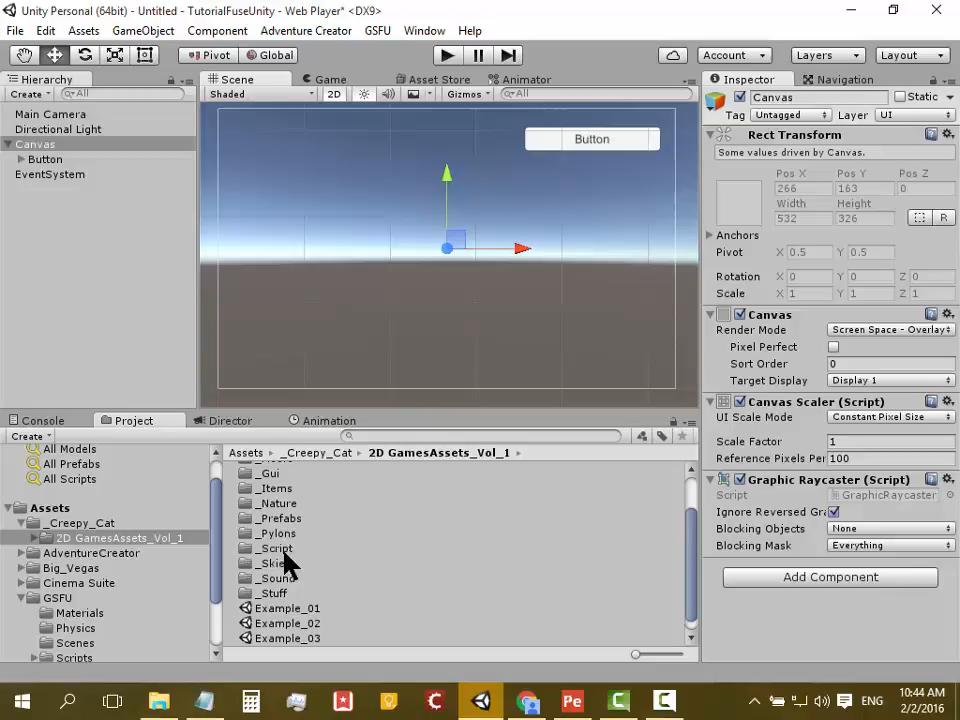 Unity Personal (64bit) - Untitled - TutorialFuseUnity - Web Player* <DX9>
File Edit Assets GameObject Component Adventure Creator GSFU Window Help
Pivot Global Account Layers Layout
Hierarchy
Create All
Main Camera
Directional Light
Canvas
Button
EventSystem
Scene Game Asset Store Animator
Shaded 2D Gizmos All
Button
Inspector Navigation
Canvas Static
Tag Untagged Layer UI
Rect Transform
Some values driven by Canvas.
Pos X Pos Y Pos Z
266 163 0
Width Height
532 326 R
Anchors
Pivot X 0.5 Y 0.5
Rotation X 0 Y 0 Z 0
Scale X 1 Y 1 Z 1
Canvas
Render Mode Screen Space - Overlay
Pixel Perfect
Sort Order 0
Target Display Display 1
Canvas Scaler (Script)
UI Scale Mode Constant Pixel Size
Scale Factor 1
Reference Pixels Per 100
Graphic Raycaster (Script)
Script GraphicRaycaster
Ignore Reversed Gra
Blocking Objects None
Blocking Mask Everything
Add Component
Console Project Director Animation
Create
All Models
All Prefabs
All Scripts
Assets
_Creepy_Cat
2D GamesAssets_Vol_1
AdventureCreator
Big_Vegas
Cinema Suite
GSFU
Materials
Physics
Scenes
Scripts
Assets _Creepy_Cat 2D GamesAssets_Vol_1
_Gui
_Items
_Nature
_Prefabs
_Pylons
_Script
_Skie
_Sound
_Stuff
Example_01
Example_02
Example_03
ENG
10:44 AM
2/2/2016